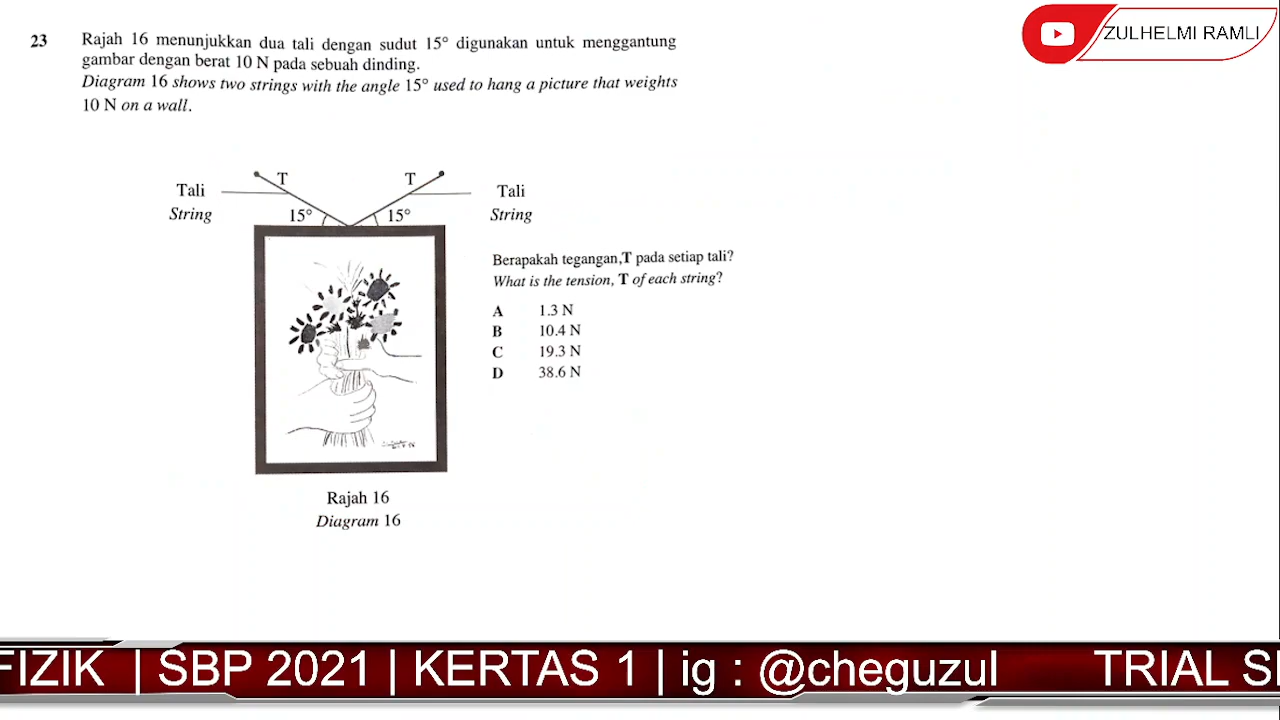 ZULHELMI RAMLI
23 Rajah 16 menunjukkan dua tali dengan sudut 15° digunakan untuk menggantung
gambar dengan berat 10 N pada sebuah dinding.
Diagram 16 shows two strings with the angle 15° used to hang a picture that weights
10 N on a wall.
T T
Tali Tali
String String
15° 15°
Berapakah tegangan,T pada setiap tali?
What is the tension, T of each string?
A 1.3 N
B 10.4 N
C 19.3 N
D 38.6 N
Rajah 16
Diagram 16
FIZIK | SBP 2021 | KERTAS 1 | ig : @cheguzul TRIAL